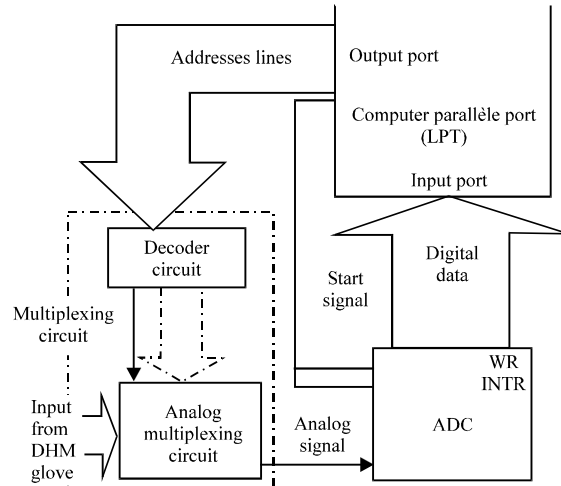 Addresses lines
Output port
Computer parallèle port
(LPT)
Input port
Decoder
circuit
Digital
data
Start
signal
Multiplexing
circuit
WR
INTR
ADC
Input
from
DHM
glove
Analog
multiplexing
circuit
Analog
signal